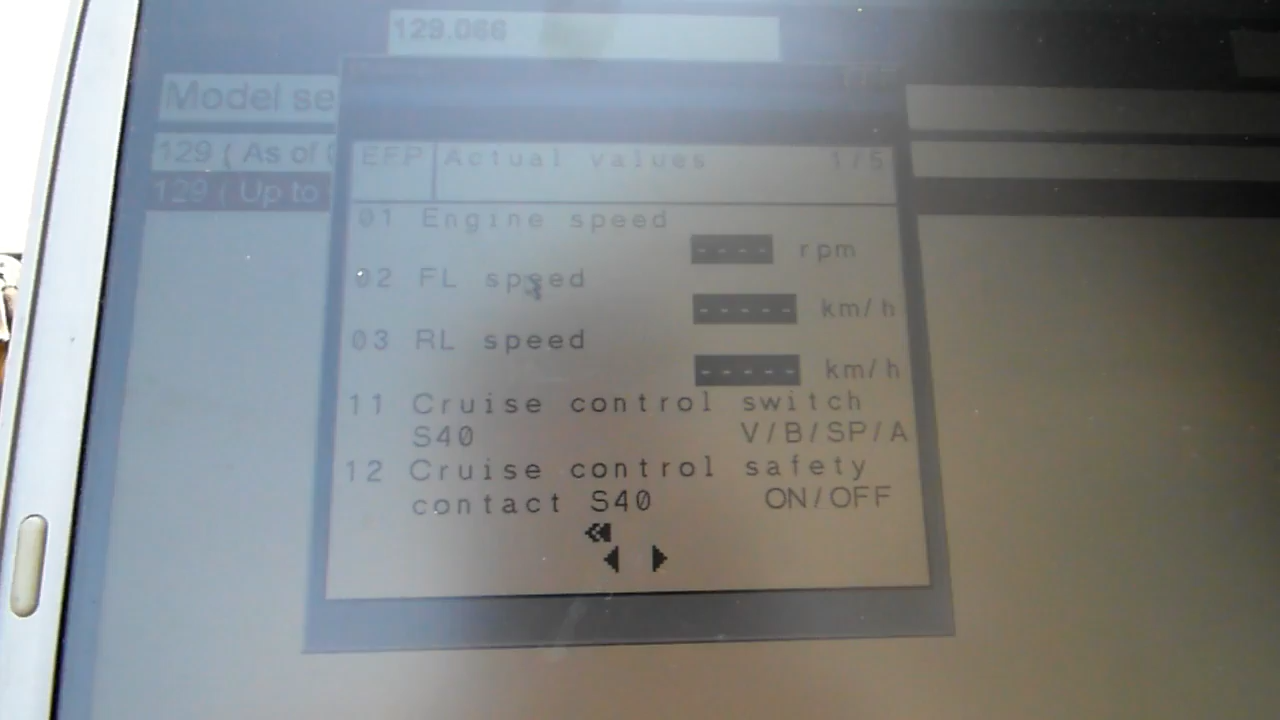 129.066
Model se
129 ( As of
129 ( Up to
EFP Actual values 1/5
01 Engine speed
---- rpm
02 FL speed
----- km/h
03 RL speed
----- km/h
11 Cruise control switch
S40 V/B/SP/A
12 Cruise control safety
contact S40 ON/OFF